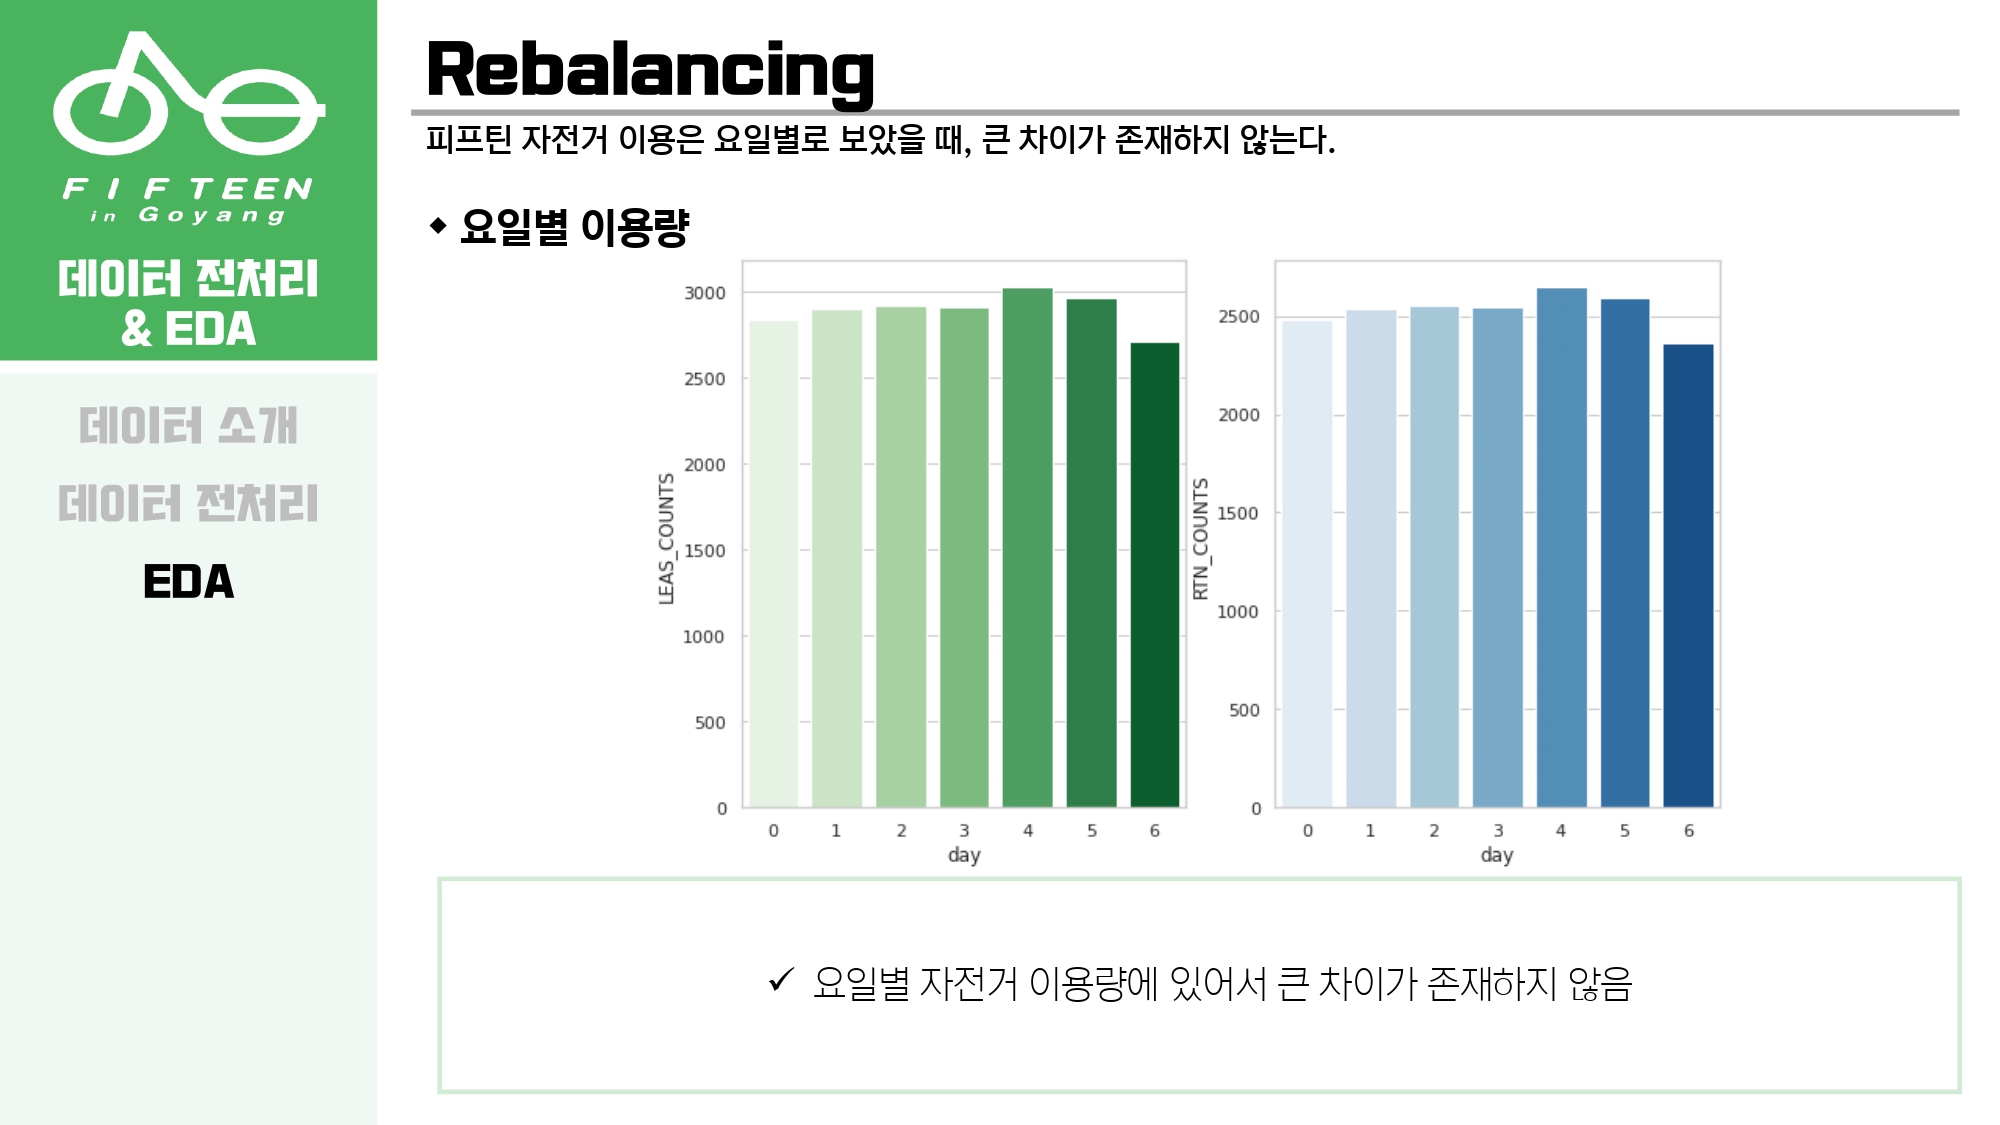 FIFTEEN
in Goyang
데이터 전처리
& EDA
데이터 소개
데이터 전처리
EDA
Rebalancing
피프틴 자전거 이용은 요일별로 보았을 때, 큰 차이가 존재하지 않는다.
◆ 요일별 이용량
3000
2500
2000
1500
1000
500
0
LEAS_COUNTS
0 1 2 3 4 5 6
day
2500
2000
1500
1000
500
0
RTN_COUNTS
0 1 2 3 4 5 6
day
✓ 요일별 자전거 이용량에 있어서 큰 차이가 존재하지 않음